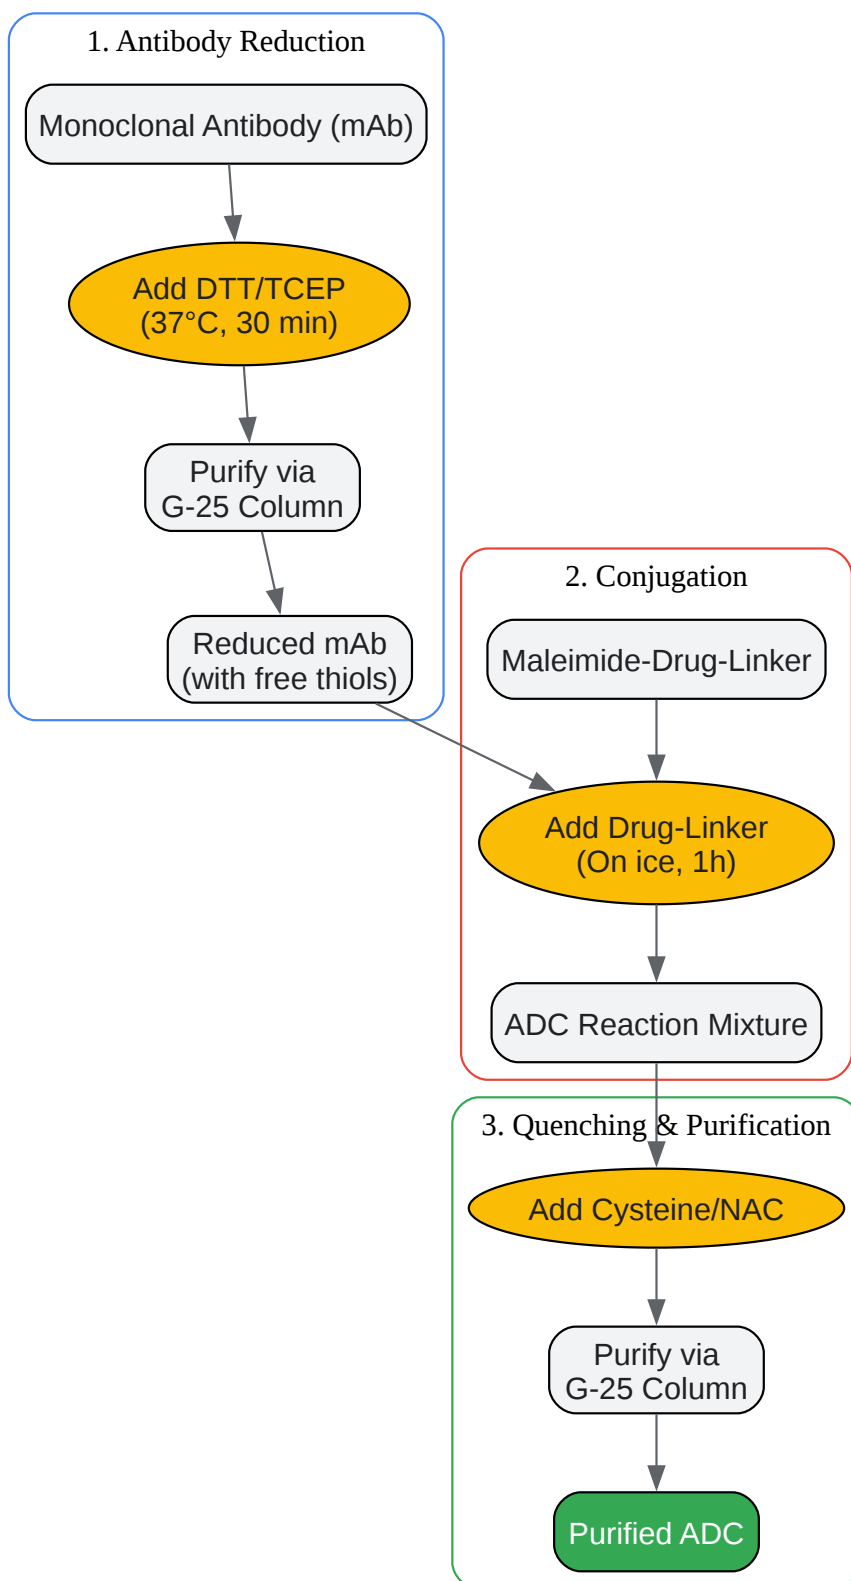 1. Antibody Reduction
Monoclonal Antibody (mAb)
Add DTT/TCEP
(37°C, 30 min)
Purify via
G-25 Column
Reduced mAb
(with free thiols)
2. Conjugation
Maleimide-Drug-Linker
Add Drug-Linker
(On ice, 1h)
ADC Reaction Mixture
3. Quenching & Purification
Add Cysteine/NAC
Purify via
G-25 Column
Purified ADC